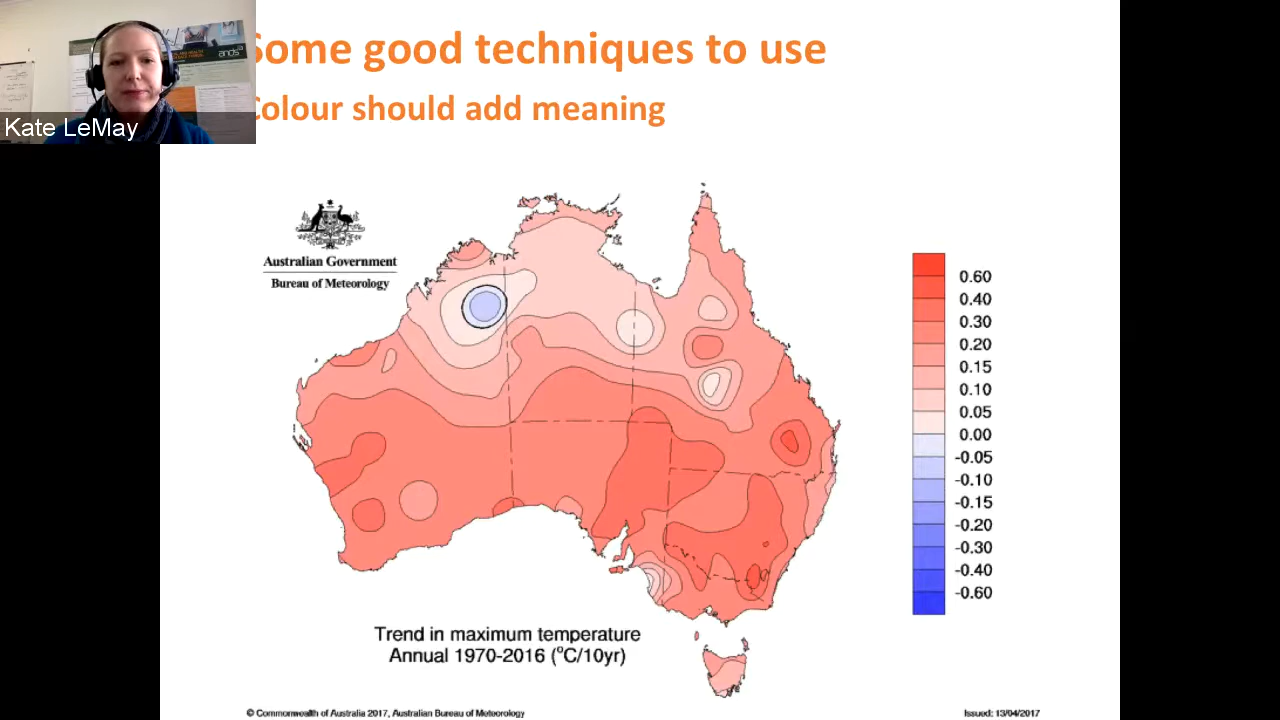 Some good techniques to use
Colour should add meaning
ands
Kate LeMay
Australian Government
Bureau of Meteorology
0.60
0.40
0.30
0.20
0.15
0.10
0.05
0.00
-0.05
-0.10
-0.15
-0.20
-0.30
-0.40
-0.60
Trend in maximum temperature
Annual 1970-2016 (°C/10yr)
© Commonwealth of Australia 2017, Australian Bureau of Meteorology
Issued: 13/04/2017